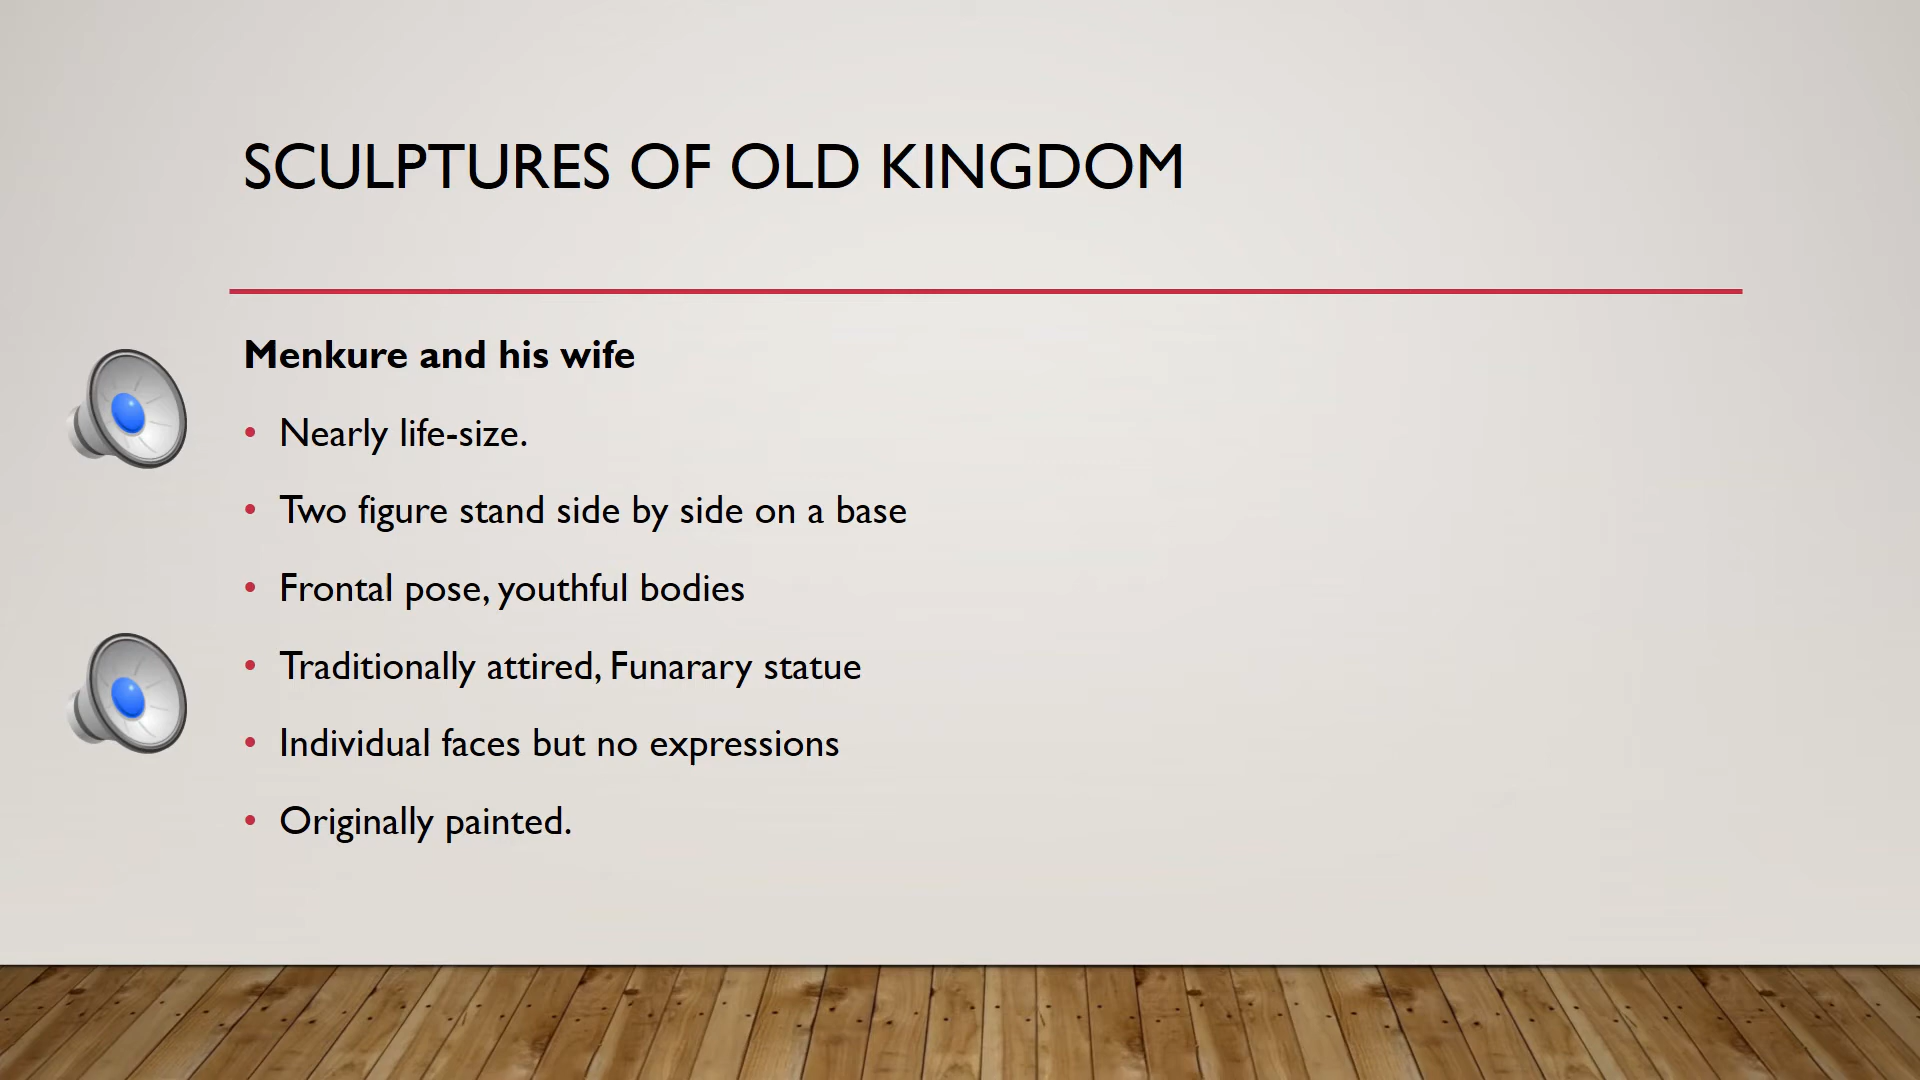 SCULPTURES OF OLD KINGDOM
Menkure and his wife
• Nearly life-size.
• Two figure stand side by side on a base
• Frontal pose, youthful bodies
• Traditionally attired, Funarary statue
• Individual faces but no expressions
• Originally painted.